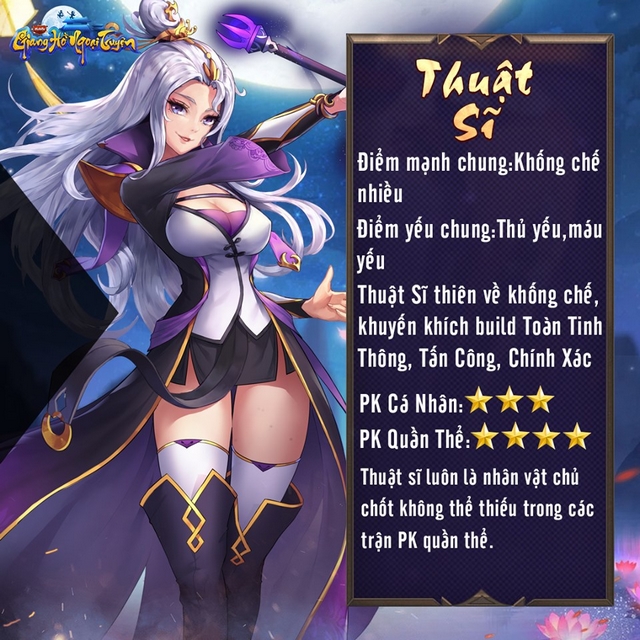 Giang Hồ Ngoại Truyện
Thuật
Sĩ
Điểm mạnh chung:Khống chế
nhiều
Điểm yếu chung:Thủ yếu,máu
yếu
Thuật Sĩ thiên về khống chế,
khuyến khích build Toàn Tinh
Thông, Tấn Công, Chính Xác
PK Cá Nhân:
PK Quần Thể:
Thuật sĩ luôn là nhân vật chủ
chốt không thể thiếu trong các
trận PK quần thể.